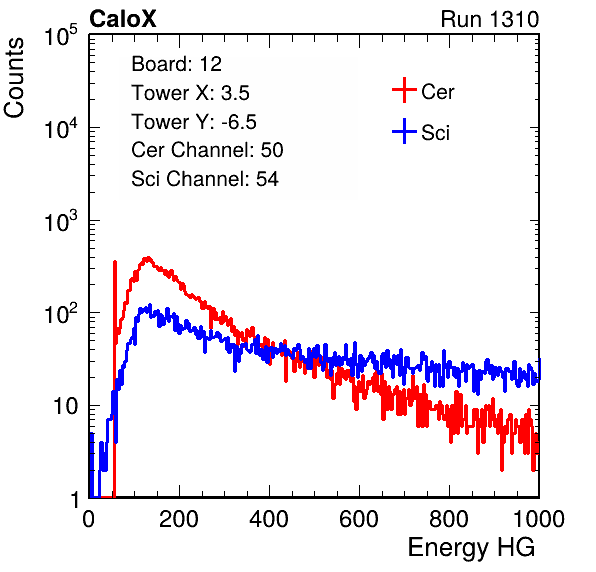 CaloX Run 1310
Counts
Board: 12
Tower X: 3.5
Tower Y: -6.5
Cer Channel: 50
Sci Channel: 54
Cer
Sci
10^5
10^4
10^3
10^2
10
1
0 200 400 600 800 1000
Energy HG